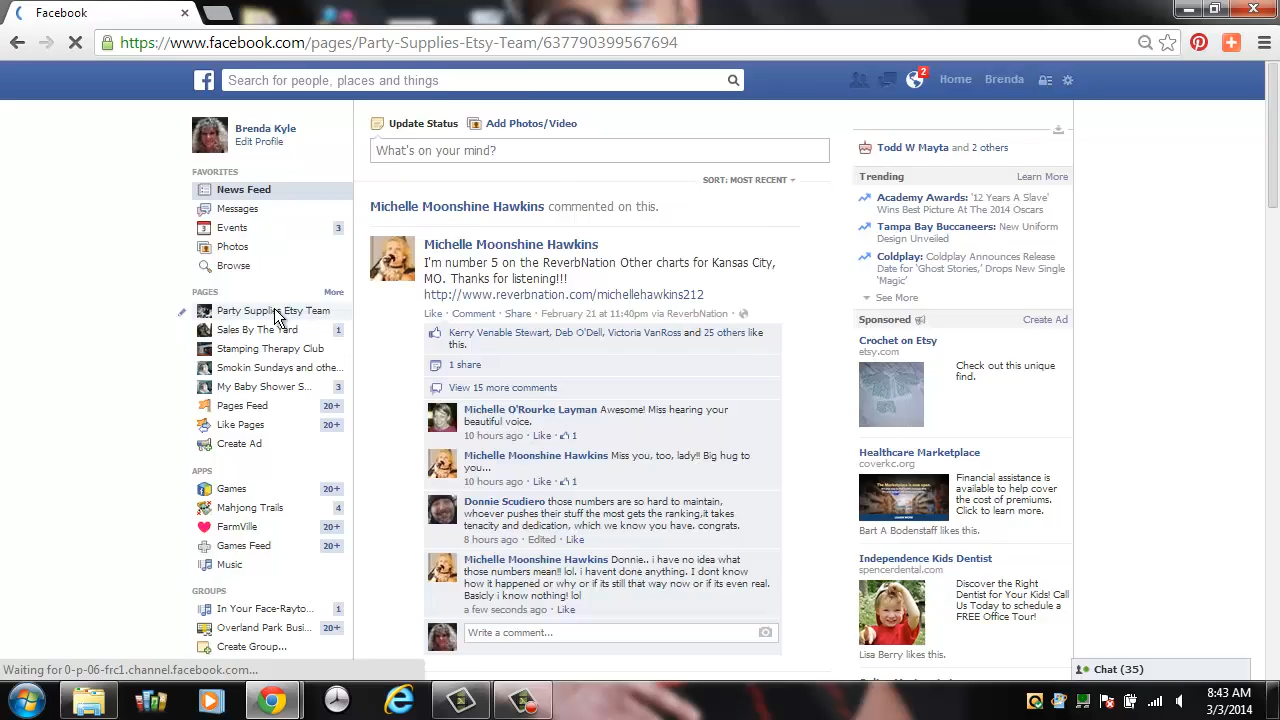 Facebook
https://www.facebook.com/pages/Party-Supplies-Etsy-Team/637790399567694
Search for people, places and things
2
Home
Brenda
Brenda Kyle
Edit Profile
FAVORITES
News Feed
Messages
Events 3
Photos
Browse
PAGES More
Party Supplies Etsy Team
Sales By The Yard 1
Stamping Therapy Club
Smokin Sundays and othe...
My Baby Shower S... 3
Pages Feed 20+
Like Pages 20+
Create Ad
APPS
Games 20+
Mahjong Trails 4
FarmVille 20+
Games Feed 20+
Music
GROUPS
In Your Face-Rayto... 1
Overland Park Busi... 20+
Create Group...
Update Status Add Photos/Video
What's on your mind?
SORT: MOST RECENT
Michelle Moonshine Hawkins commented on this.
Michelle Moonshine Hawkins
I'm number 5 on the ReverbNation Other charts for Kansas City,
MO. Thanks for listening!!!
http://www.reverbnation.com/michellehawkins212
Like · Comment · Share · February 21 at 11:40pm via ReverbNation ·
Kerry Venable Stewart, Deb O'Dell, Victoria VanRoss and 25 others like
this.
1 share
View 15 more comments
Michelle O'Rourke Layman Awesome! Miss hearing your
beautiful voice.
10 hours ago · Like · 1
Michelle Moonshine Hawkins Miss you, too, lady!! Big hug to
you...
10 hours ago · Like · 1
Donnie Scudiero those numbers are so hard to maintain,
whoever pushes their stuff the most gets the ranking,it takes
tenacity and dedication, which we know you have. congrats.
8 hours ago · Edited · Like
Michelle Moonshine Hawkins Donnie.. i have no idea what
those numbers mean!! lol. i havent done anything. I dont know
how it happened or why or if its still that way now or if its even real.
Basicly i know nothing! lol
a few seconds ago · Like
Write a comment...
Todd W Mayta and 2 others
Trending Learn More
Academy Awards: '12 Years A Slave'
Wins Best Picture At The 2014 Oscars
Tampa Bay Buccaneers: New Uniform
Design Unveiled
Coldplay: Coldplay Announces Release
Date for 'Ghost Stories,' Drops New Single
'Magic'
See More
Sponsored Create Ad
Crochet on Etsy
etsy.com
Check out this unique
find.
Healthcare Marketplace
coverkc.org
Financial assistance is
available to help cover
the cost of premiums.
Click to learn more.
Bart A Bodenstaff likes this.
Independence Kids Dentist
spencerdental.com
Discover the Right
Dentist for Your Kids! Call
Us Today to schedule a
FREE Office Tour!
Lisa Berry likes this.
Waiting for 0-p-06-frc1.channel.facebook.com...
Chat (35)
8:43 AM
3/3/2014